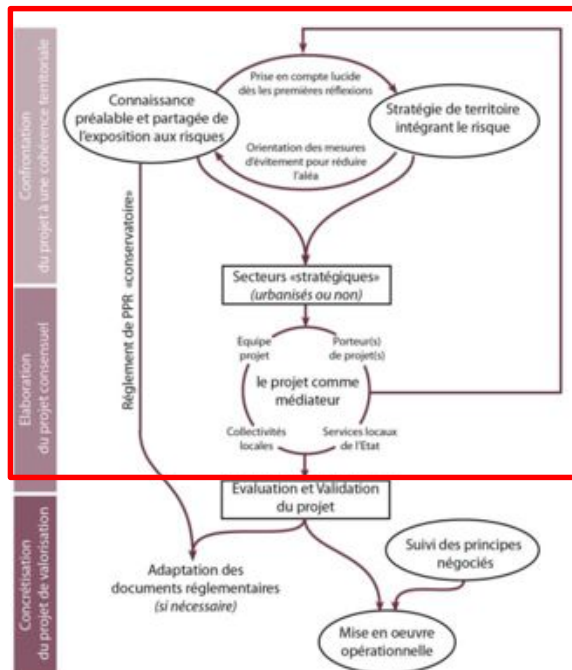 Confrontation
du projet à une cohérence territoriale
Prise en compte lucide
dès les premières réflexions
Connaissance
préalable et partagée de
l'exposition aux risques
Stratégie de territoire
intégrant le risque
Orientation des mesures
d'évitement pour réduire
l'aléa
Réglement de PPR «conservatoire»
Secteurs «stratégiques»
(urbanisés ou non)
Elaboration
du projet consensuel
Equipe
projet
Porteur(s)
de projet(s)
le projet comme
médiateur
Collectivités
locales
Services locaux
de l'Etat
Evaluation et Validation
du projet
Concrétisation
du projet de valorisation
Adaptation des
documents réglementaires
(si nécessaire)
Suivi des principes
négociés
Mise en oeuvre
opérationnelle